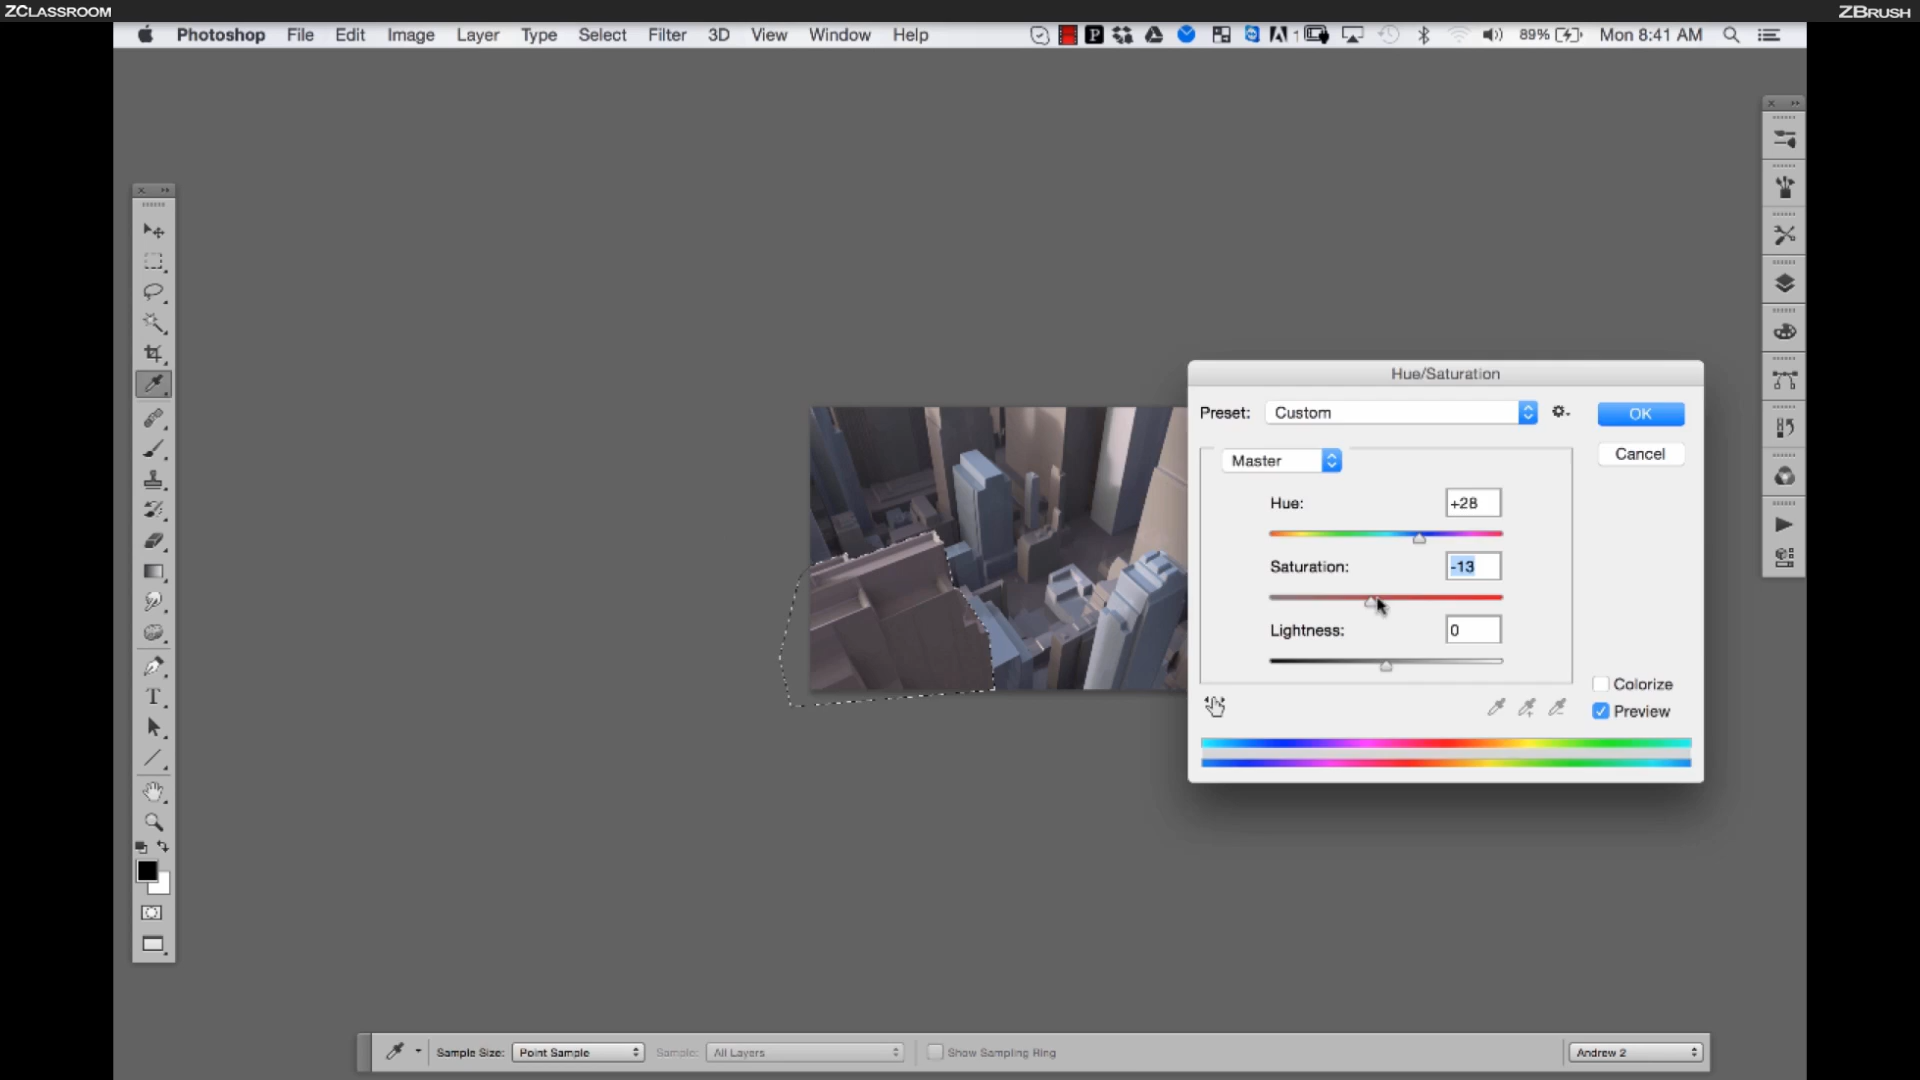 ZCLASSROOM
ZBRUSH
Photoshop File Edit Image Layer Type Select Filter 3D View Window Help
1 89% Mon 8:41 AM
Hue/Saturation
Preset: Custom
OK
Master
Cancel
Hue: +28
Saturation: -13
Lightness: 0
Colorize
Preview
T
Sample Size: Point Sample Sample: All Layers Show Sampling Ring Andrew 2